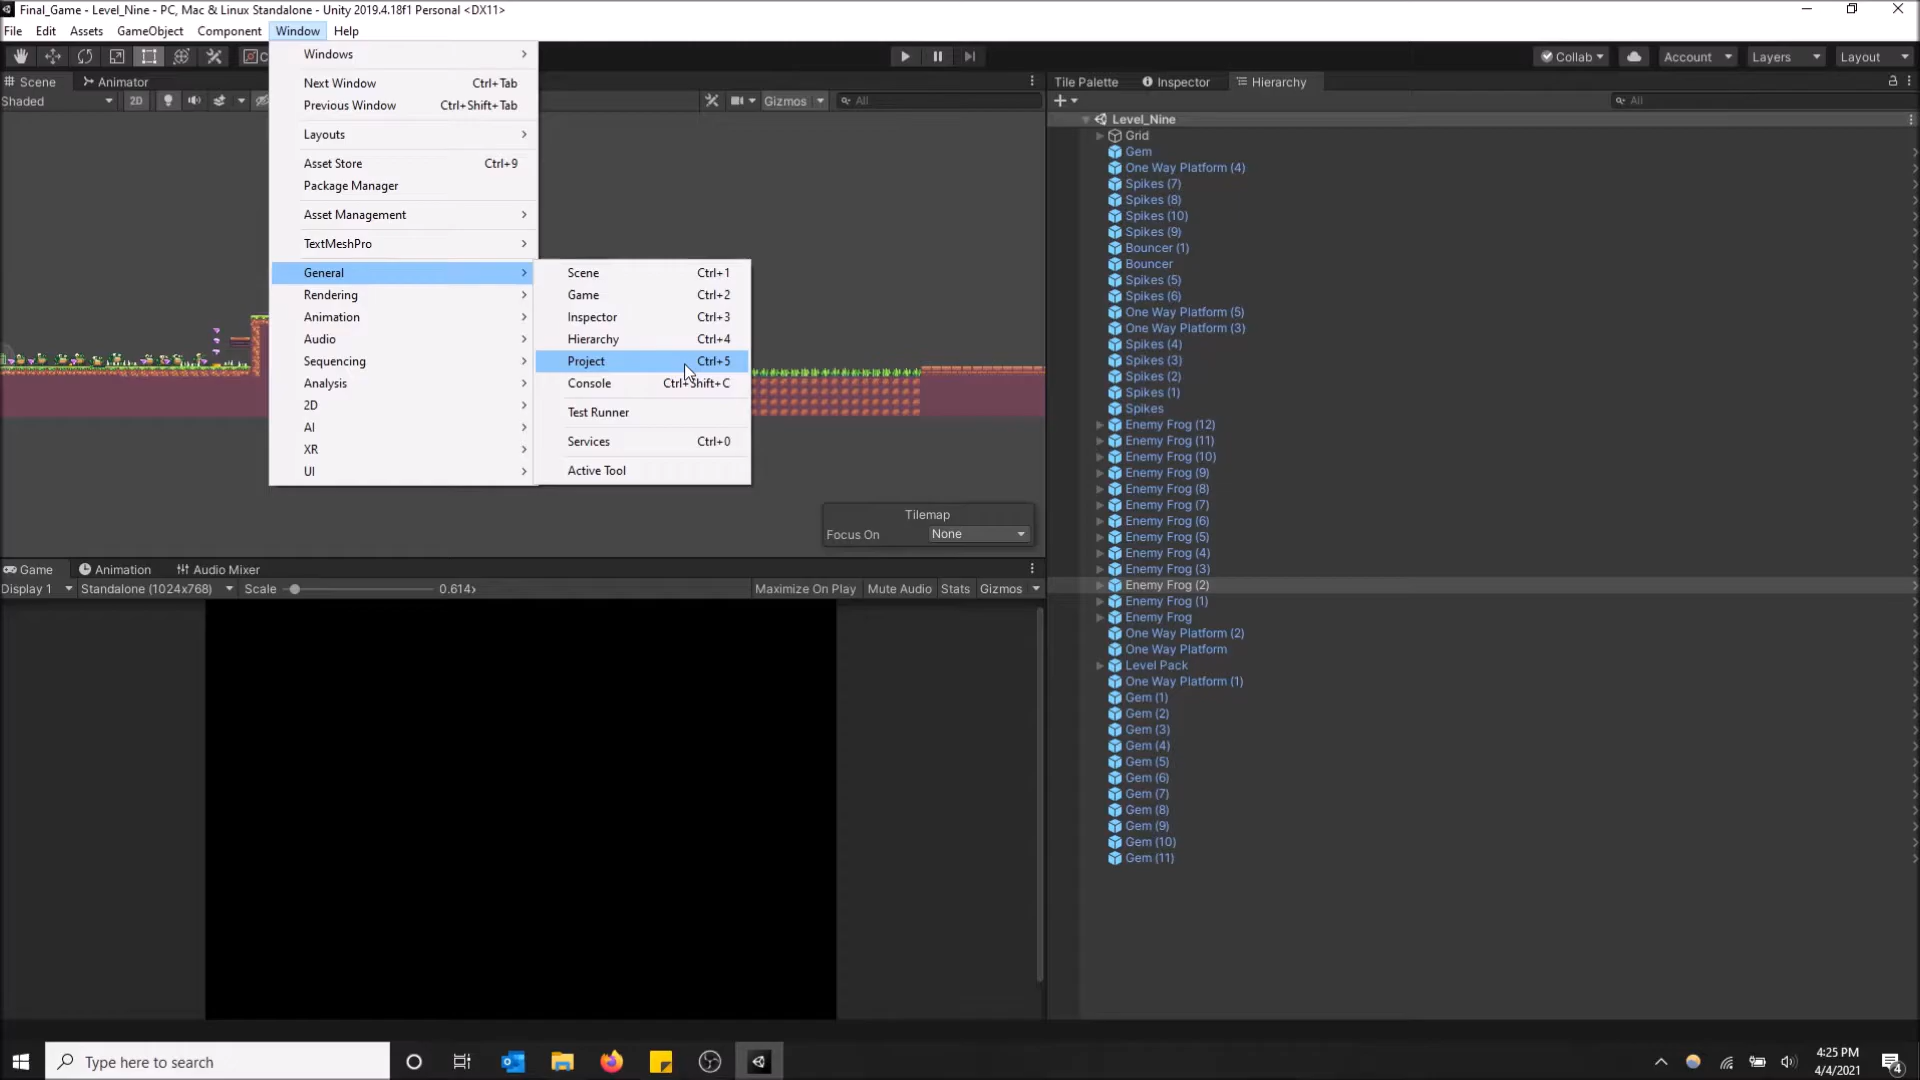 Final_Game - Level_Nine - PC, Mac & Linux Standalone - Unity 2019.4.18f1 Personal <DX11>
File Edit Assets GameObject Component Window Help
Collab Account Layers Layout
Scene Animator
Shaded 2D Gizmos All
Windows
Next Window Ctrl+Tab
Previous Window Ctrl+Shift+Tab
Layouts
Asset Store Ctrl+9
Package Manager
Asset Management
TextMeshPro
General
Rendering
Animation
Audio
Sequencing
Analysis
2D
AI
XR
UI
Scene Ctrl+1
Game Ctrl+2
Inspector Ctrl+3
Hierarchy Ctrl+4
Project Ctrl+5
Console Ctrl+Shift+C
Test Runner
Services Ctrl+0
Active Tool
Tilemap
Focus On None
Game Animation Audio Mixer
Display 1 Standalone (1024x768) Scale 0.614x Maximize On Play Mute Audio Stats Gizmos
Tile Palette Inspector Hierarchy
All
Level_Nine
Grid
Gem
One Way Platform (4)
Spikes (7)
Spikes (8)
Spikes (10)
Spikes (9)
Bouncer (1)
Bouncer
Spikes (5)
Spikes (6)
One Way Platform (5)
One Way Platform (3)
Spikes (4)
Spikes (3)
Spikes (2)
Spikes (1)
Spikes
Enemy Frog (12)
Enemy Frog (11)
Enemy Frog (10)
Enemy Frog (9)
Enemy Frog (8)
Enemy Frog (7)
Enemy Frog (6)
Enemy Frog (5)
Enemy Frog (4)
Enemy Frog (3)
Enemy Frog (2)
Enemy Frog (1)
Enemy Frog
One Way Platform (2)
One Way Platform
Level Pack
One Way Platform (1)
Gem (1)
Gem (2)
Gem (3)
Gem (4)
Gem (5)
Gem (6)
Gem (7)
Gem (8)
Gem (9)
Gem (10)
Gem (11)
Type here to search
4:25 PM
4/4/2021
4